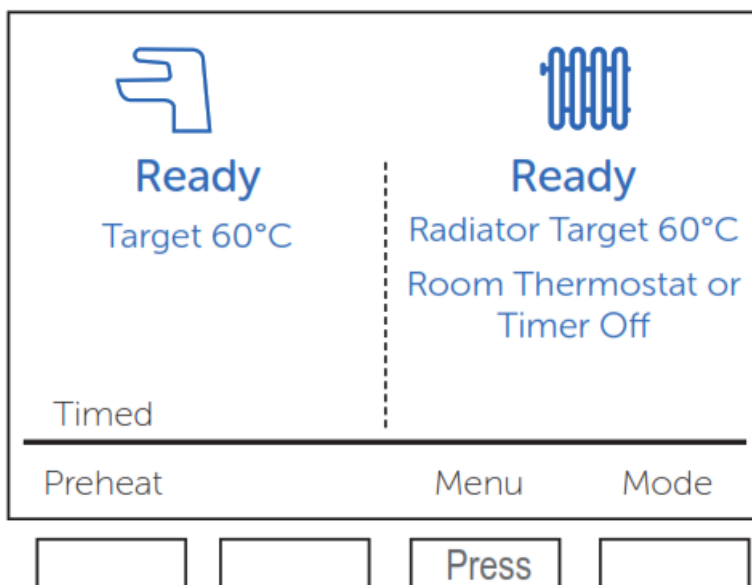 Ready
Target 60°C
Ready
Radiator Target 60°C
Room Thermostat or
Timer Off
Timed
Preheat
Menu
Mode
Press